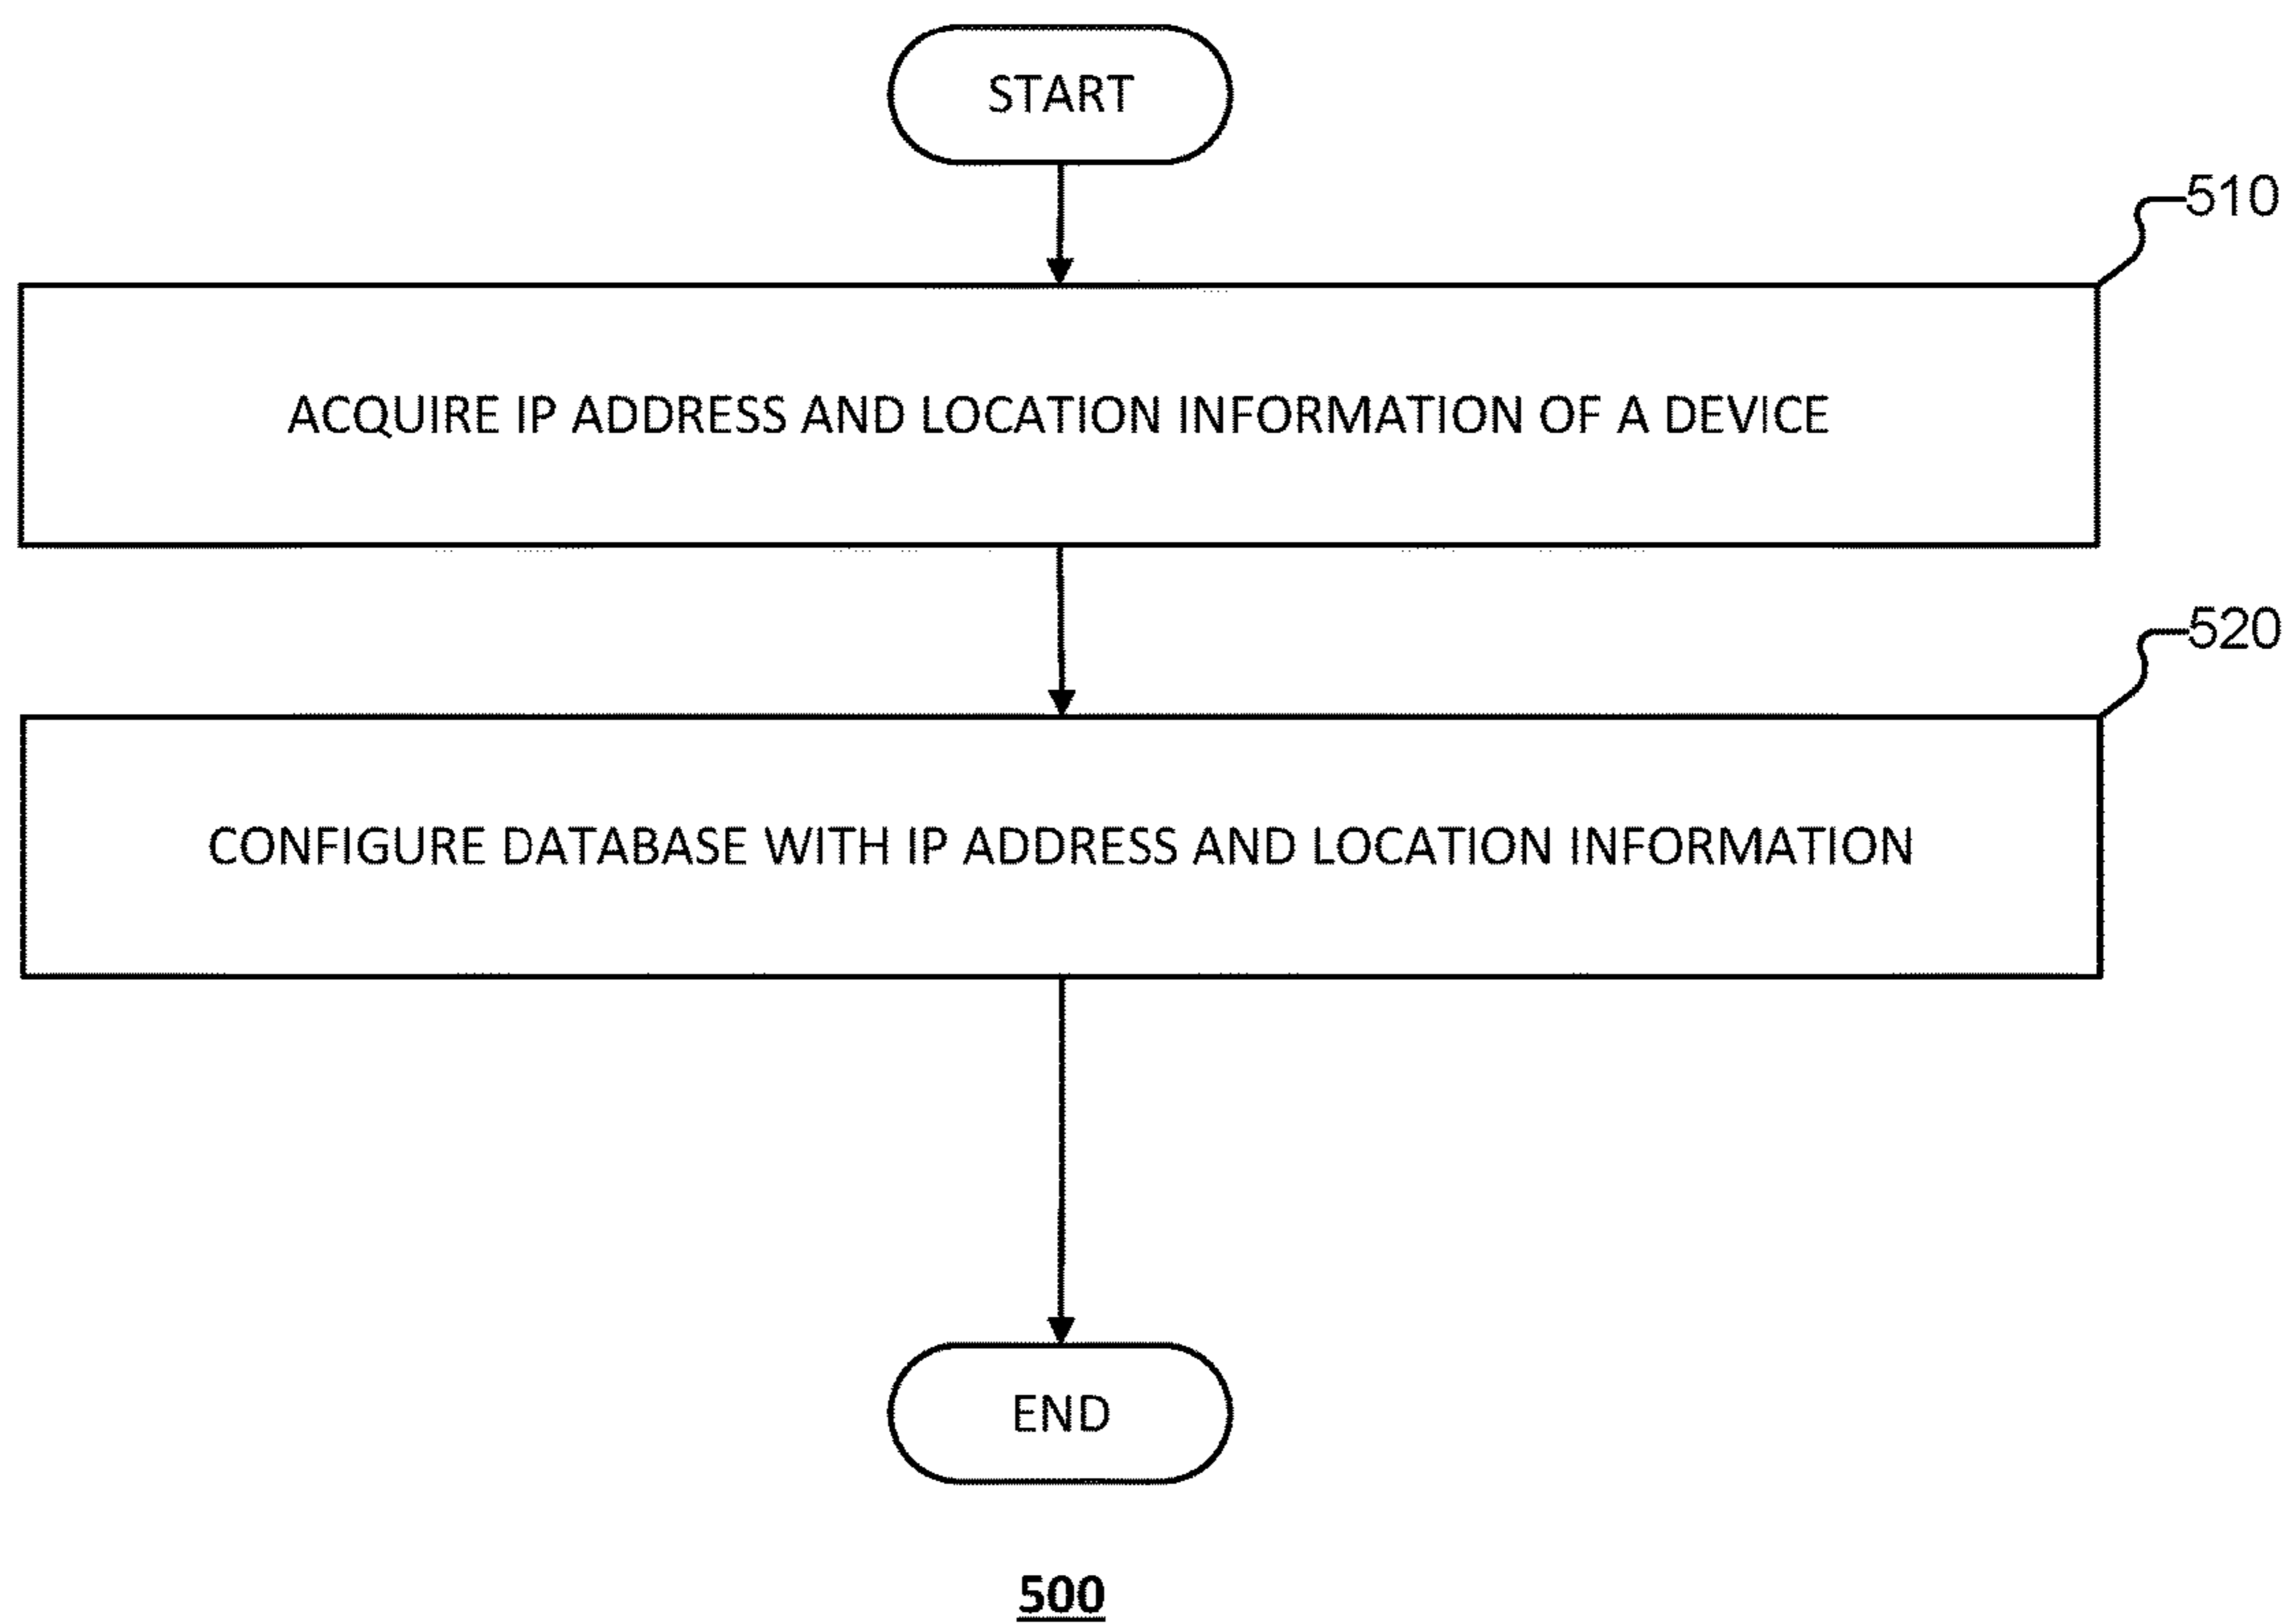 START
510
ACQUIRE IP ADDRESS AND LOCATION INFORMATION OF A DEVICE
520
CONFIGURE DATABASE WITH IP ADDRESS AND LOCATION INFORMATION
END
500